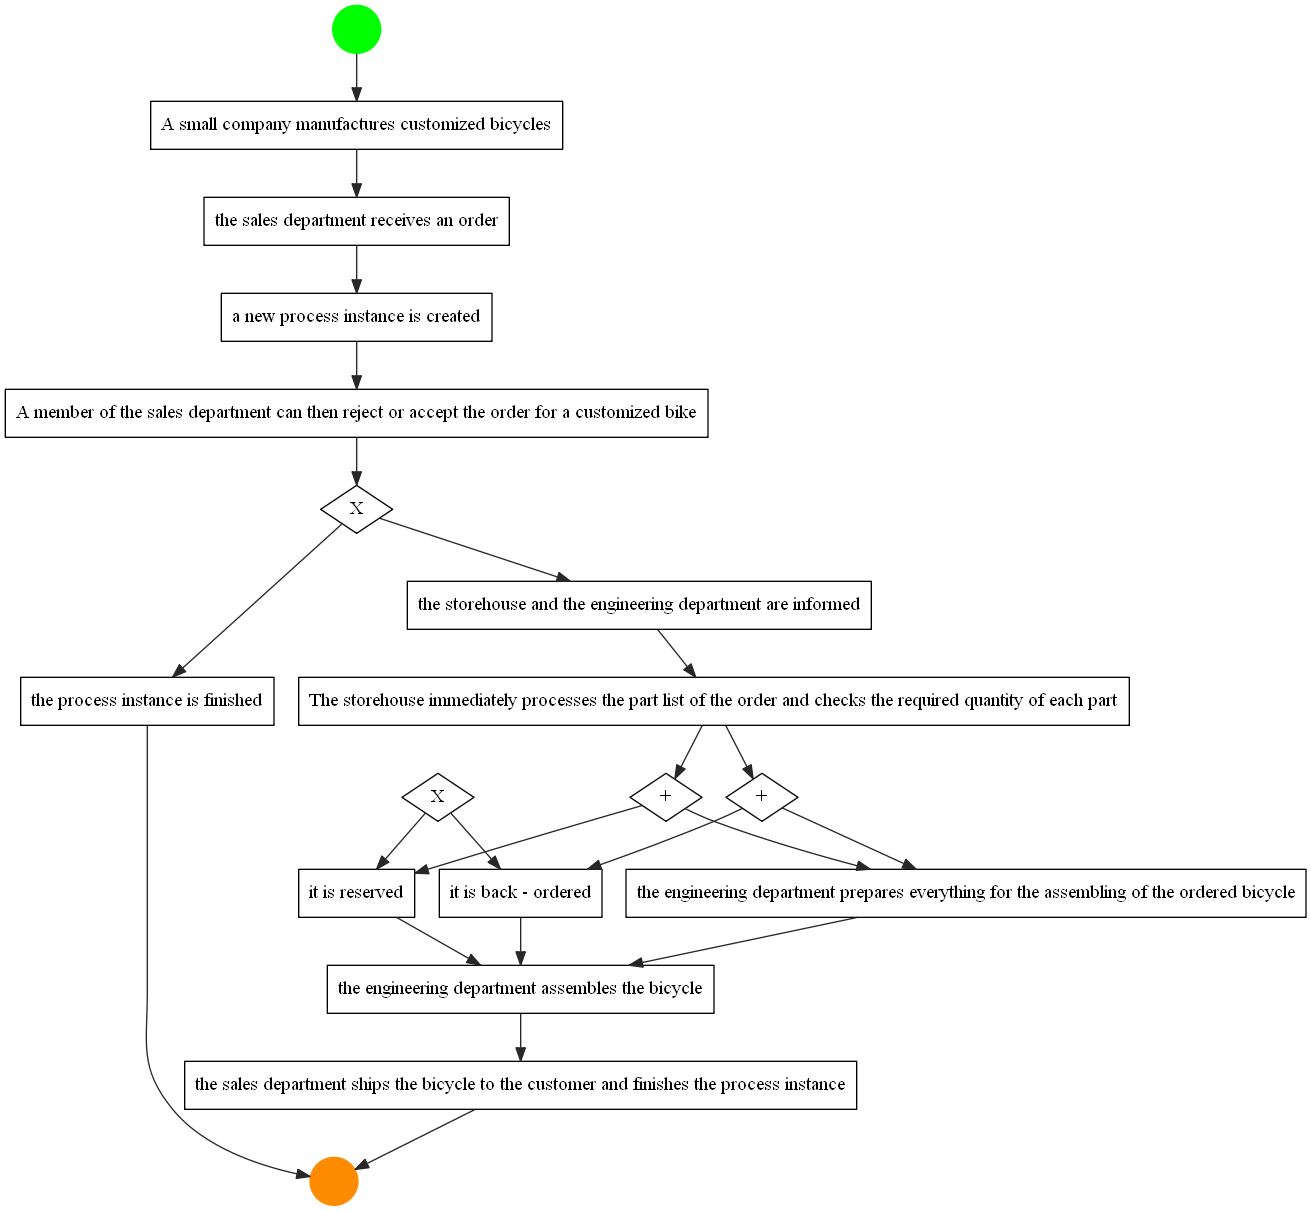 A small company manufactures customized bicycles
the sales department receives an order
a new process instance is created
A member of the sales department can then reject or accept the order for a customized bike
X
the storehouse and the engineering department are informed
the process instance is finished
The storehouse immediately processes the part list of the order and checks the required quantity of each part
X
+
+
it is reserved
it is back - ordered
the engineering department prepares everything for the assembling of the ordered bicycle
the engineering department assembles the bicycle
the sales department ships the bicycle to the customer and finishes the process instance